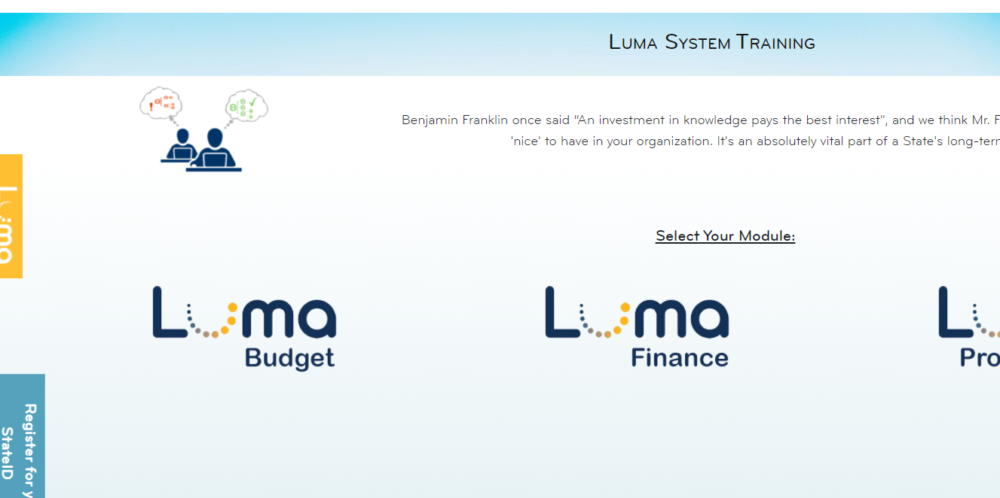 Luma System Training
Benjamin Franklin once said "An investment in knowledge pays the best interest", and we think Mr.
'nice' to have in your organization. It's an absolutely vital part of a State's
Luma
Select Your Module:
Luma
Budget
Luma
Finance
Register for
StateID